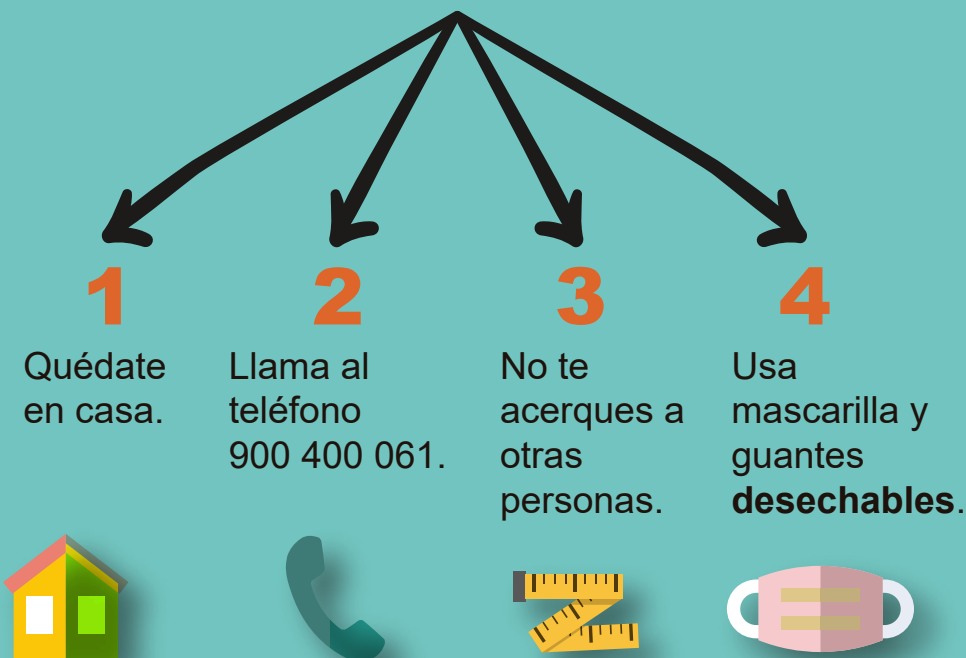 1
Quédate
en casa.
2
Llama al
teléfono
900 400 061.
3
No te
acerques a
otras
personas.
4
Usa
mascarilla y
guantes
desechables.